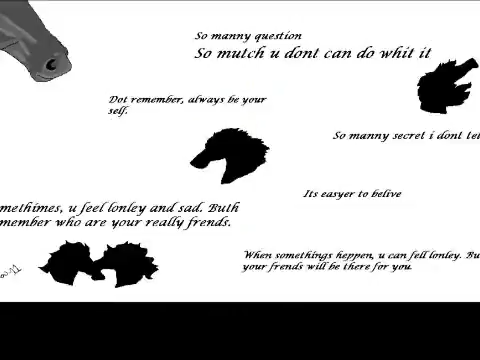 So manny question
So mutch u dont can do whit it
Dot remember, always be your
self.
So manny secret i dont tel
Its easyer to belive
methimes, u feel lonley and sad. Buth
member who are your really frends.
When somethings heppen, u can fell lonley. Bu
your frends will be there for you.